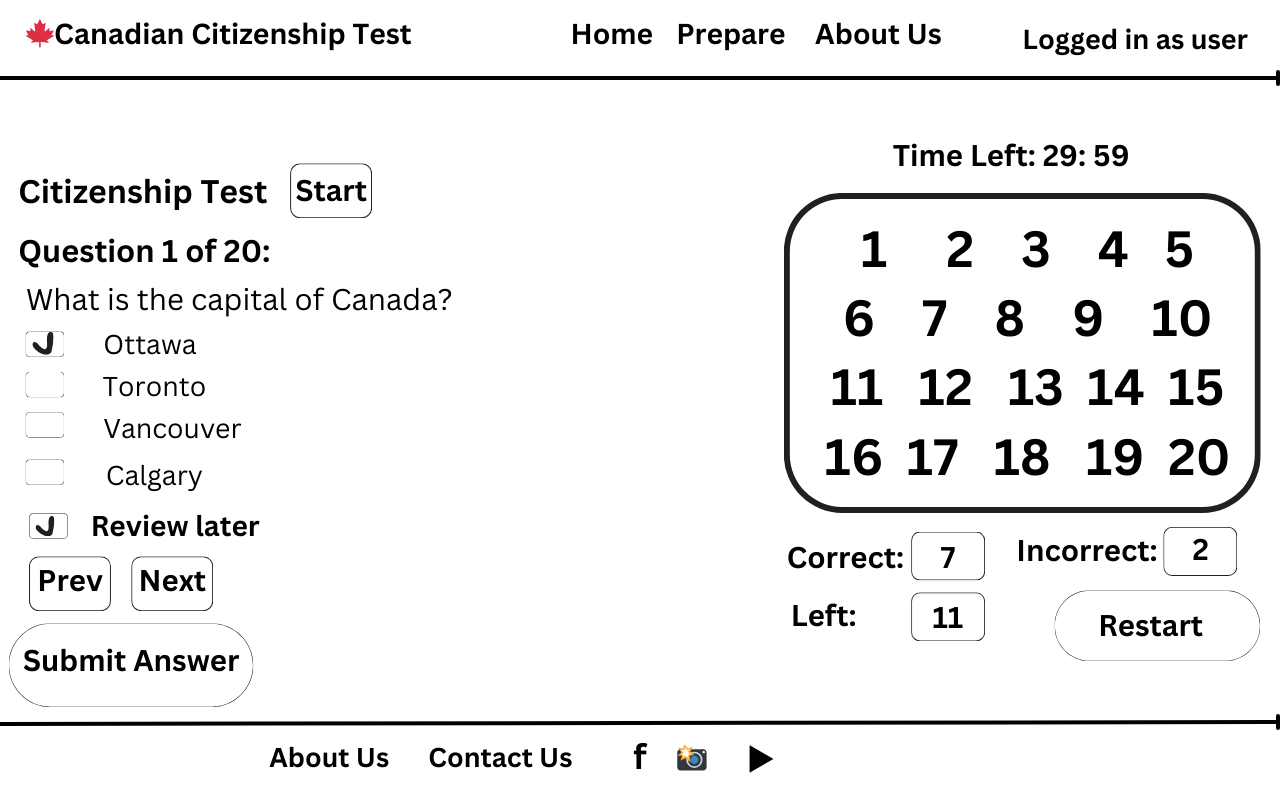 Canadian Citizenship Test
Home Prepare About Us
Logged in as user
Citizenship Test Start
Question 1 of 20:
What is the capital of Canada?
Ottawa
Toronto
Vancouver
Calgary
Review later
Prev Next
Submit Answer
Time Left: 29: 59
1 2 3 4 5
6 7 8 9 10
11 12 13 14 15
16 17 18 19 20
Correct: 7 Incorrect: 2
Left: 11
Restart
About Us Contact Us f